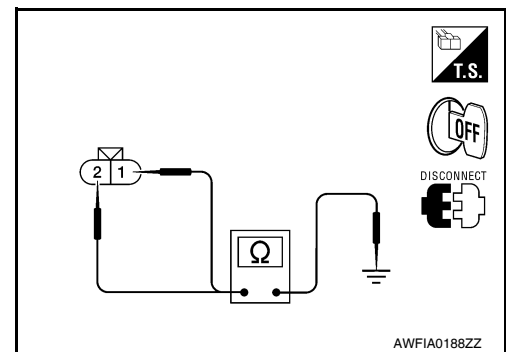 T.S.
OFF
DISCONNECT
2 1
Ω
AWFIA0188ZZ